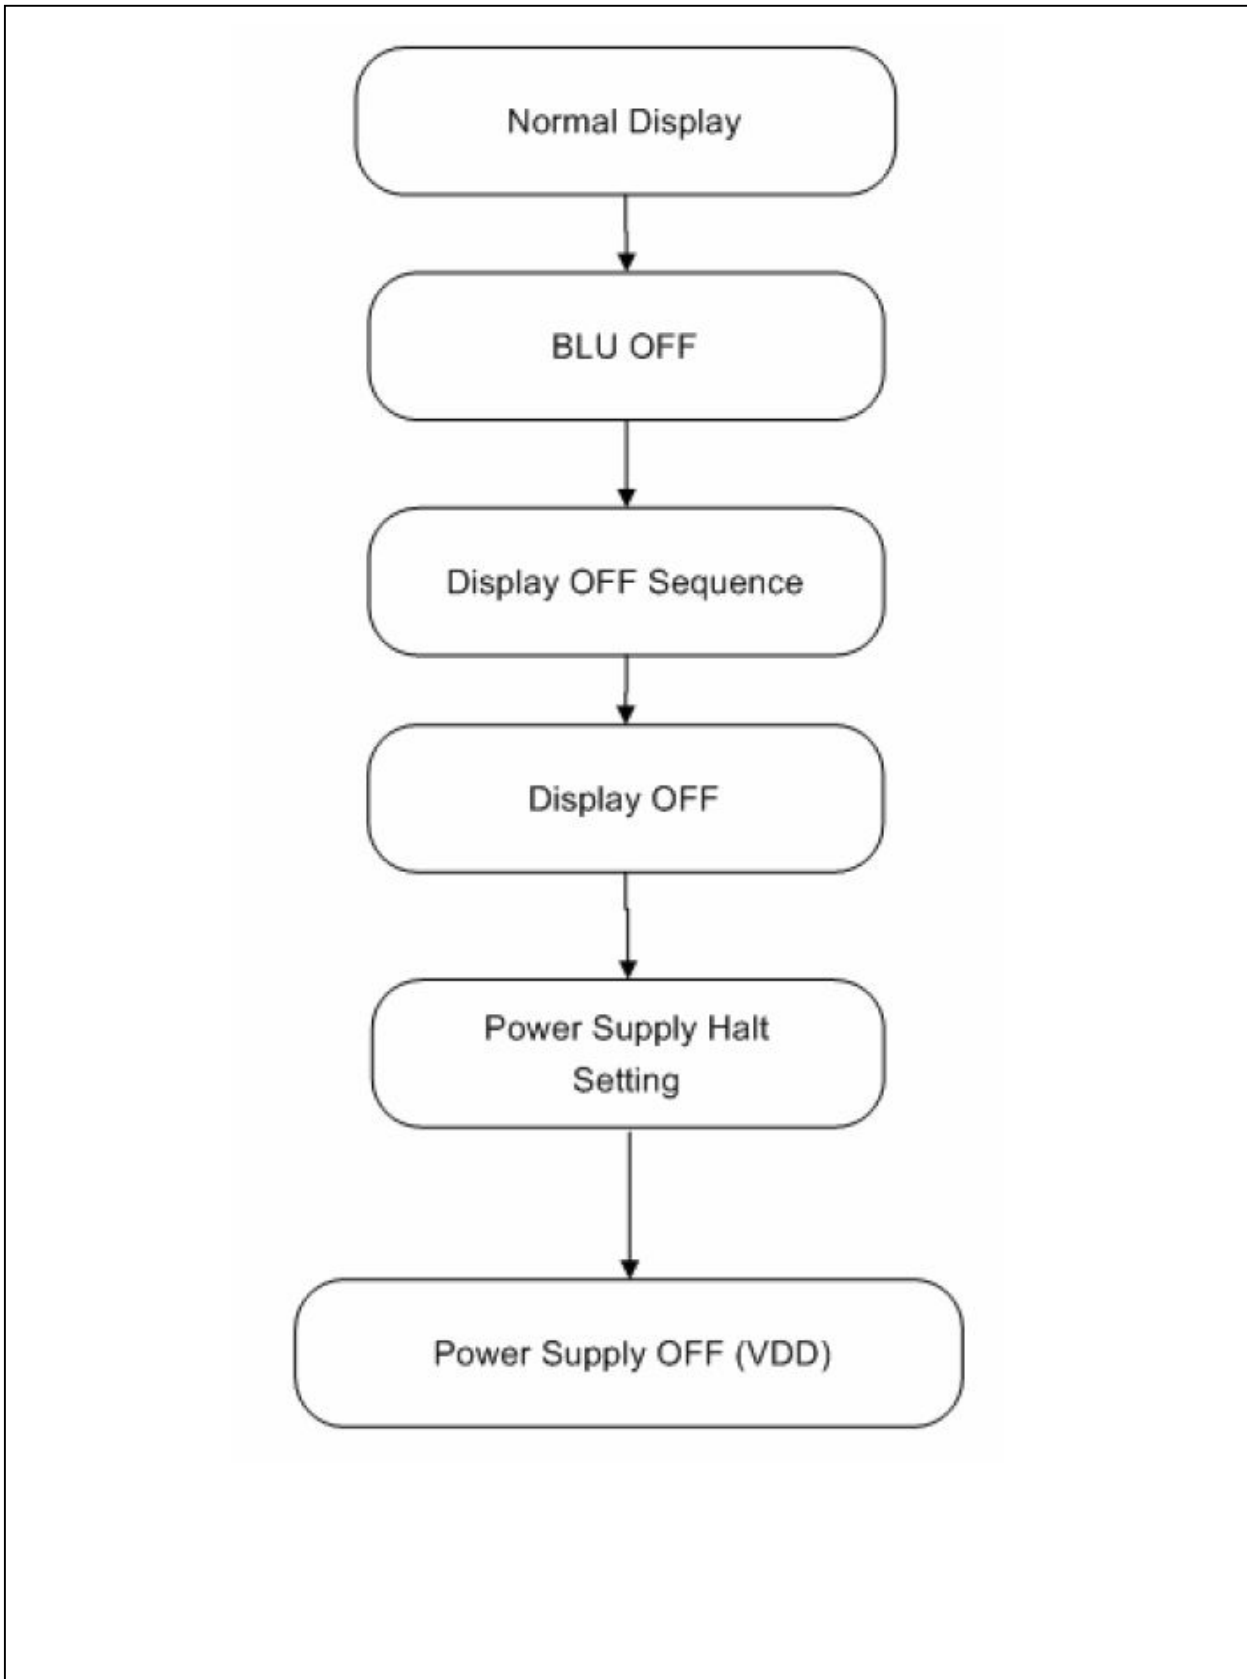 Normal Display
BLU OFF
Display OFF Sequence
Display OFF
Power Supply Halt
Setting
Power Supply OFF (VDD)